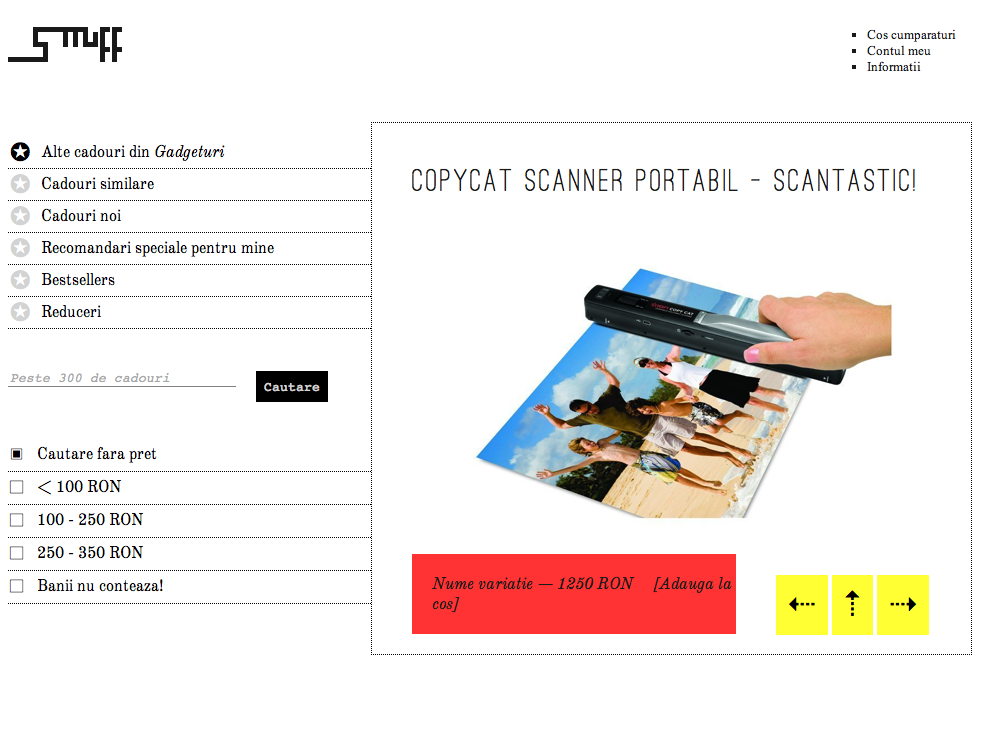 STUFF
Cos cumparaturi
Contul meu
Informatii
Alte cadouri din Gadgeturi
Cadouri similare
Cadouri noi
Recomandari speciale pentru mine
Bestsellers
Reduceri
Peste 300 de cadouri
Cautare
Cautare fara pret
< 100 RON
100 - 250 RON
250 - 350 RON
Banii nu conteaza!
COPYCAT SCANNER PORTABIL - SCANTASTIC!
COPY CAT
Nume variatie — 1250 RON [Adauga la
cos]